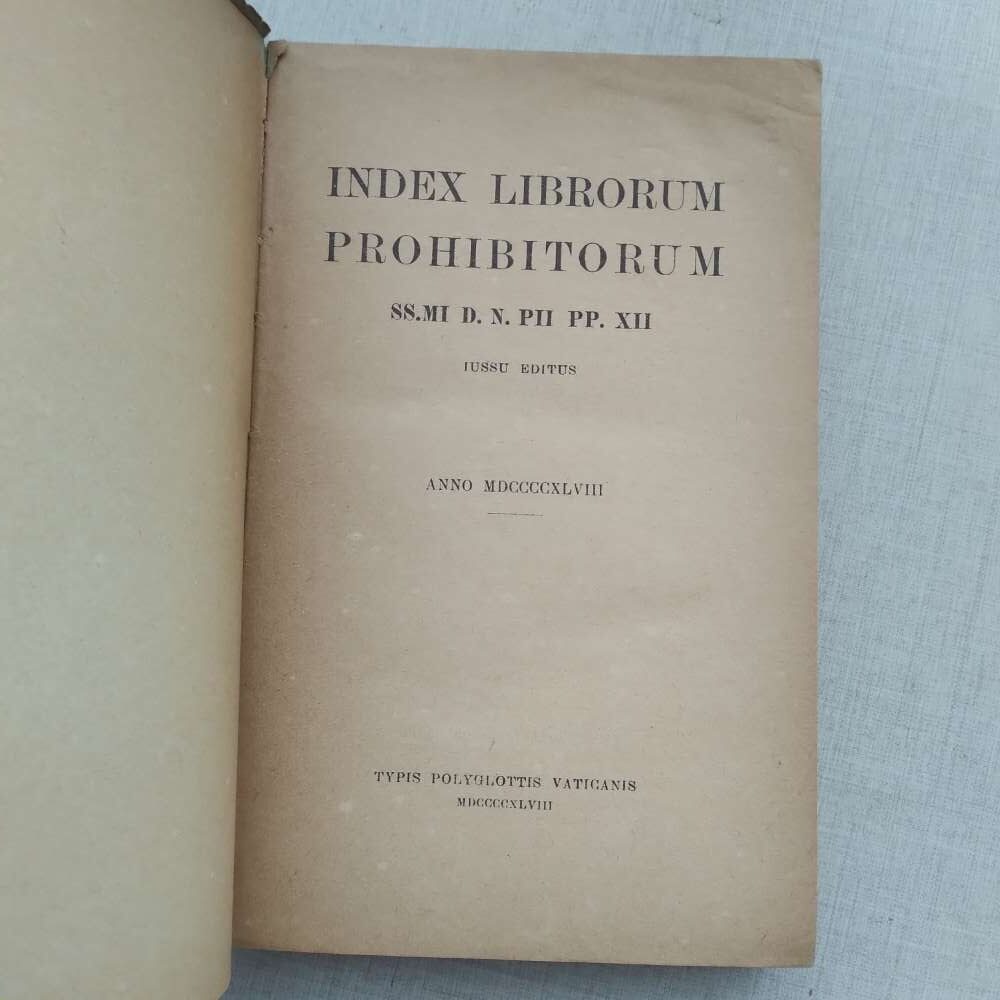 INDEX LIBRORUM
PROHIBITORUM
SS.MI D. N. PII PP. XII
IUSSU EDITUS
ANNO MDCCCCXLVIII
TYPIS POLYGLOTTIS VATICANIS
MDCCCCXLVIII